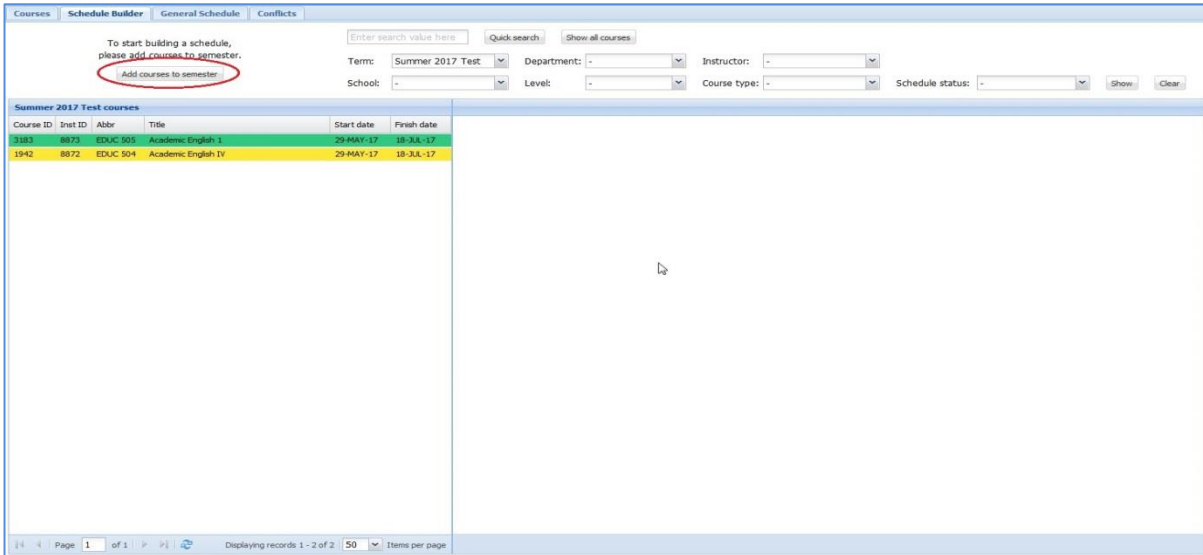 Courses Schedule Builder General Schedule Conflicts
To start building a schedule,
please add courses to semester.
Add courses to semester
Enter search value here Quick search Show all courses
Term: Summer 2017 Test Department: - Instructor: -
School: - Level: - Course type: - Schedule status: - Show Clear
Summer 2017 Test courses
Course ID Inst ID Abbr Title Start date Finish date
3183 8873 EDUC 505 Academic English 1 29-MAY-17 18-JUL-17
1942 8872 EDUC 504 Academic English IV 29-MAY-17 18-JUL-17
Page 1 of 1 Displaying records 1 - 2 of 2 50 Items per page